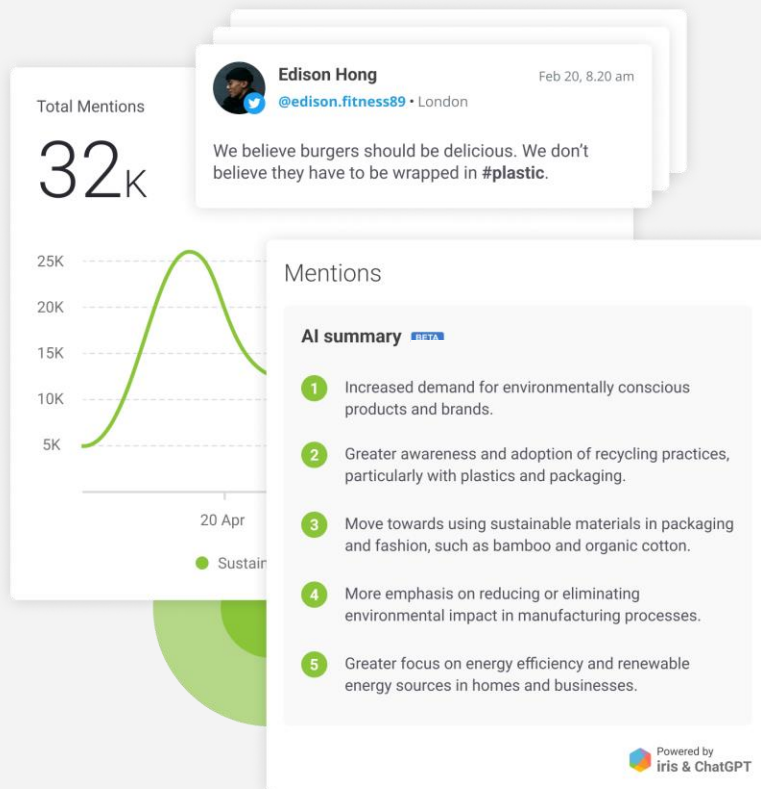 Edison Hong
Feb 20, 8.20 am
@edison.fitness89 • London
We believe burgers should be delicious. We don't
believe they have to be wrapped in #plastic.
Total Mentions
32K
25K
20K
15K
10K
5K
20 Apr
Mentions
AI summary BETA
1 Increased demand for environmentally conscious
products and brands.
2 Greater awareness and adoption of recycling practices,
particularly with plastics and packaging.
3 Move towards using sustainable materials in packaging
and fashion, such as bamboo and organic cotton.
4 More emphasis on reducing or eliminating
environmental impact in manufacturing processes.
5 Greater focus on energy efficiency and renewable
energy sources in homes and businesses.
Powered by
iris & ChatGPT